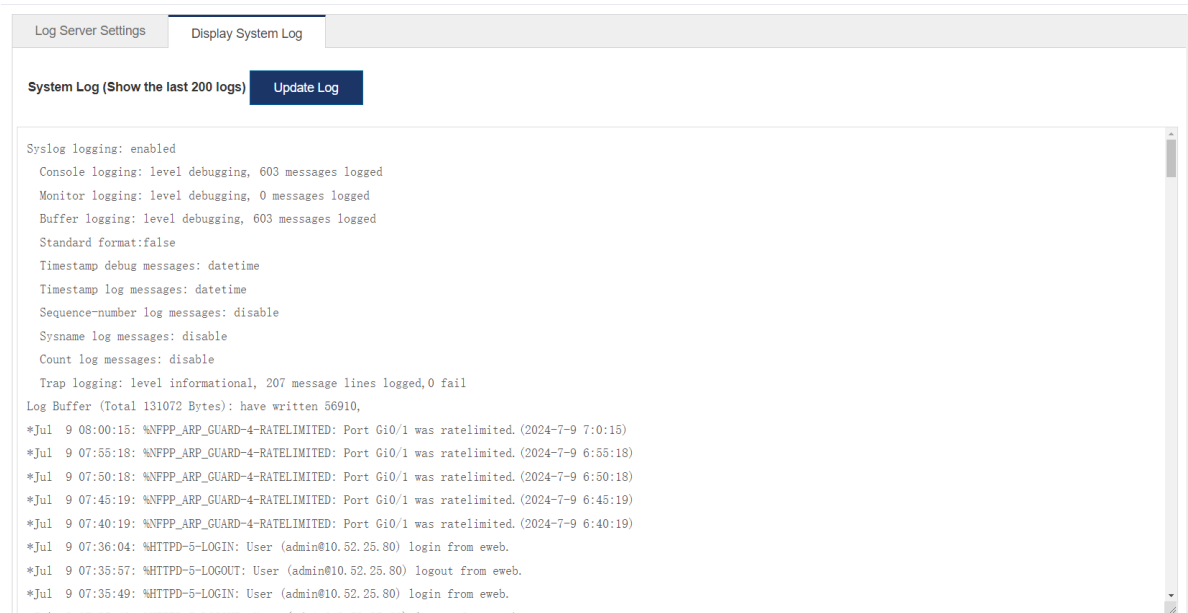 Log Server Settings
Display System Log
System Log (Show the last 200 logs)
Update Log
Syslog logging: enabled
Console logging: level debugging, 603 messages logged
Monitor logging: level debugging, 0 messages logged
Buffer logging: level debugging, 603 messages logged
Standard format:false
Timestamp debug messages: datetime
Timestamp log messages: datetime
Sequence-number log messages: disable
Sysname log messages: disable
Count log messages: disable
Trap logging: level informational, 207 message lines logged,0 fail
Log Buffer (Total 131072 Bytes): have written 56910,
*Jul  9 08:00:15: %NFPP_ARP_GUARD-4-RATELIMITED: Port Gi0/1 was ratelimited.(2024-7-9 7:0:15)
*Jul  9 07:55:18: %NFPP_ARP_GUARD-4-RATELIMITED: Port Gi0/1 was ratelimited.(2024-7-9 6:55:18)
*Jul  9 07:50:18: %NFPP_ARP_GUARD-4-RATELIMITED: Port Gi0/1 was ratelimited.(2024-7-9 6:50:18)
*Jul  9 07:45:19: %NFPP_ARP_GUARD-4-RATELIMITED: Port Gi0/1 was ratelimited.(2024-7-9 6:45:19)
*Jul  9 07:40:19: %NFPP_ARP_GUARD-4-RATELIMITED: Port Gi0/1 was ratelimited.(2024-7-9 6:40:19)
*Jul  9 07:36:04: %HTTPD-5-LOGIN: User (admin@10.52.25.80) login from eweb.
*Jul  9 07:35:57: %HTTPD-5-LOGOUT: User (admin@10.52.25.80) logout from eweb.
*Jul  9 07:35:49: %HTTPD-5-LOGIN: User (admin@10.52.25.80) login from eweb.